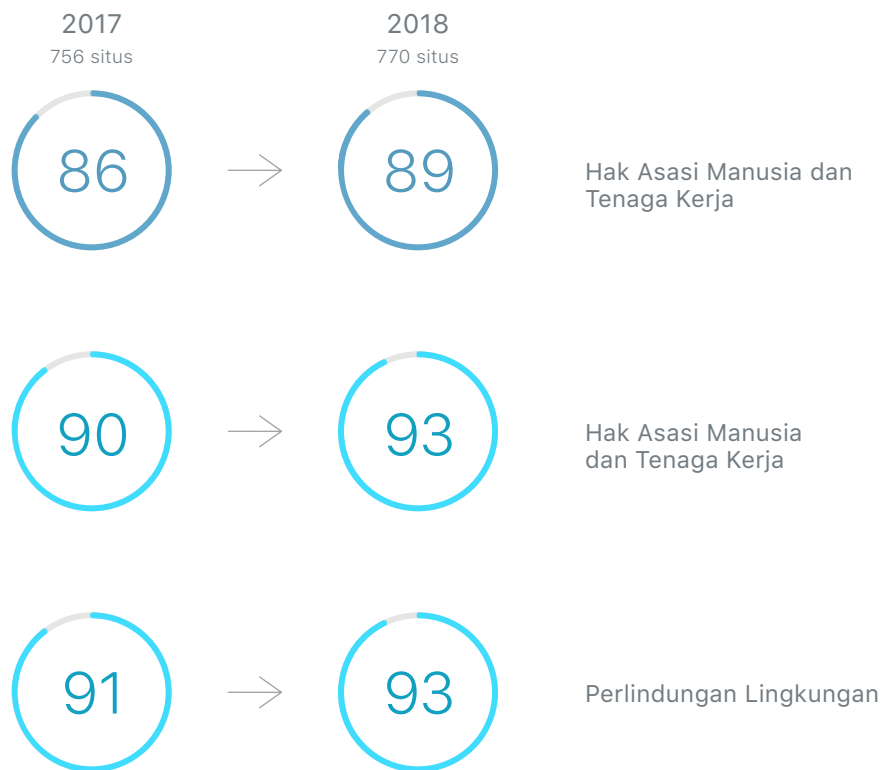 2017
2018
756 situs
770 situs
86
89
Hak Asasi Manusia dan
Tenaga Kerja
90
93
Hak Asasi Manusia
dan Tenaga Kerja
91
93
Perlindungan Lingkungan